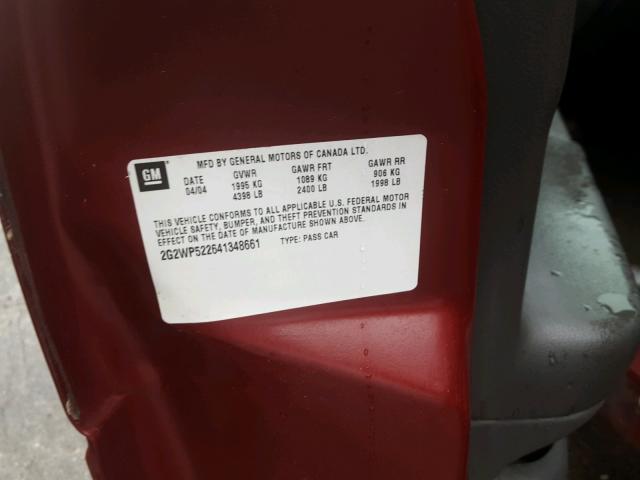 GM
MFD BY GENERAL MOTORS OF CANADA LTD.
DATE GVWR GAWR FRT GAWR RR
04/04 1995 KG 1089 KG 906 KG
4398 LB 2400 LB 1998 LB
THIS VEHICLE CONFORMS TO ALL APPLICABLE U.S. FEDERAL MOTOR
VEHICLE SAFETY, BUMPER, AND THEFT PREVENTION STANDARDS IN
EFFECT ON THE DATE OF MANUFACTURE SHOWN ABOVE.
2G2WP522641348661 TYPE: PASS CAR